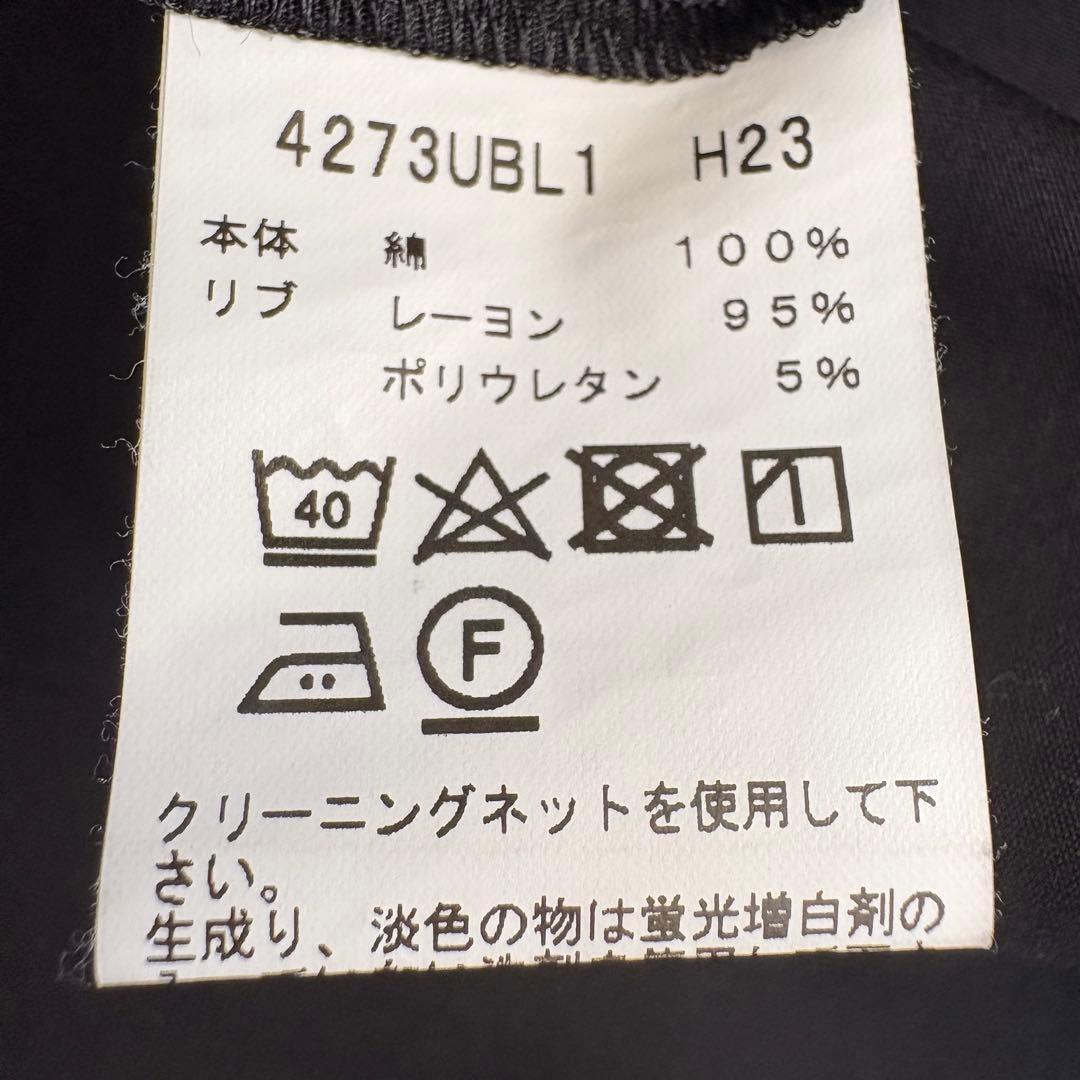 4273UBL1 H23
本体 綿 100%
リブ レーヨン 95%
ポリウレタン 5%
40
F
クリーニングネットを使用して下
さい。
生成り、淡色の物は蛍光増白剤の